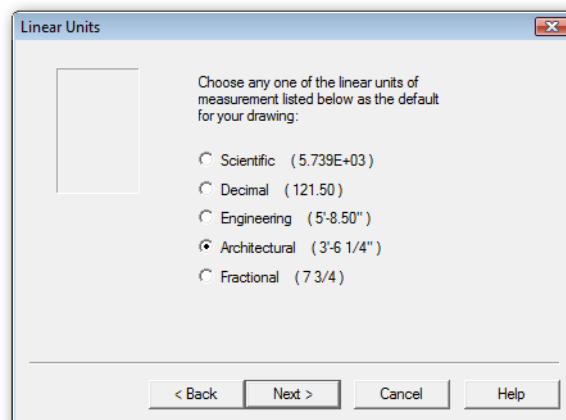 Linear Units
Choose any one of the linear units of
measurement listed below as the default
for your drawing:
Scientific ( 5.739E+03 )
Decimal ( 121.50 )
Engineering ( 5'-8.50" )
Architectural ( 3'-6 1/4" )
Fractional ( 7 3/4 )
< Back Next > Cancel Help